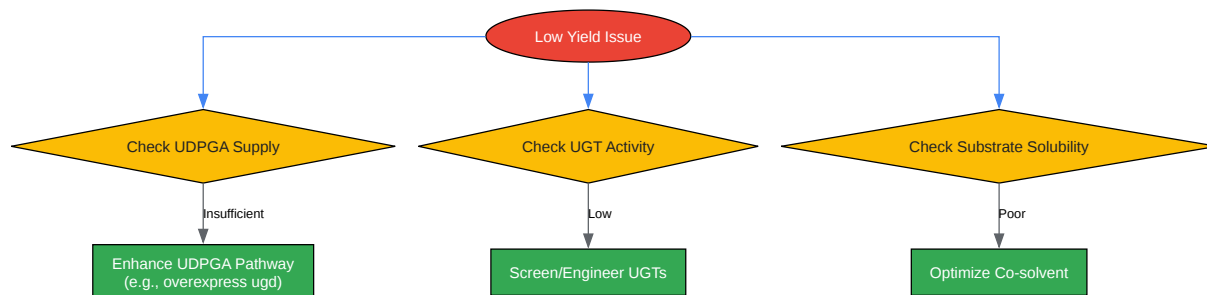 Low Yield Issue
Check UDPGA Supply
Check UGT Activity
Check Substrate Solubility
Insufficient
Low
Poor
Enhance UDPGA Pathway
(e.g., overexpress ugd)
Screen/Engineer UGTs
Optimize Co-solvent